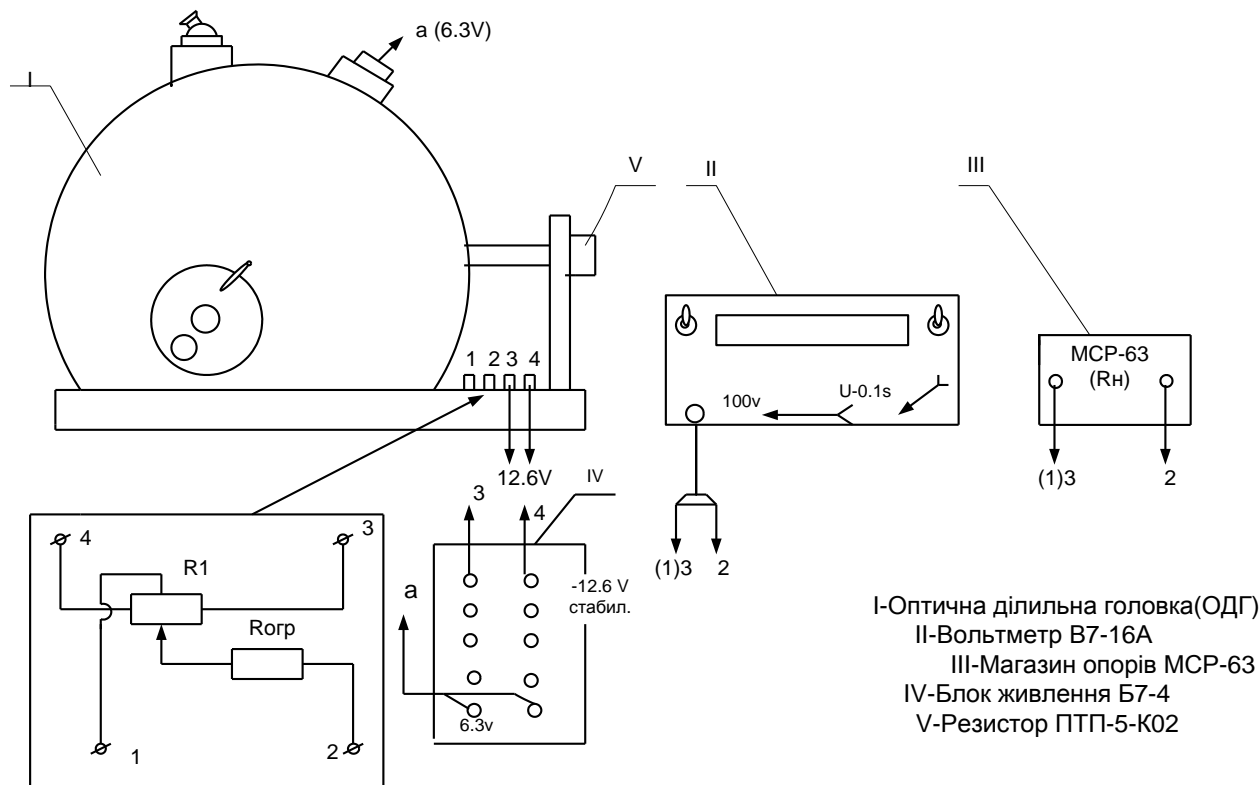 a (6.3V)
I
V
II
III
1 2 3 4
12.6V
100v
U-0.1s
МСР-63
(Rн)
(1)3
2
(1)3
2
IV
3
4
-12.6 V
стабил.
a
6.3v
4
3
R1
Rогр
1
2
I-Оптична ділильна головка(ОДГ)
II-Вольтметр В7-16А
III-Магазин опорів МСР-63
IV-Блок живлення Б7-4
V-Резистор ПТП-5-К02